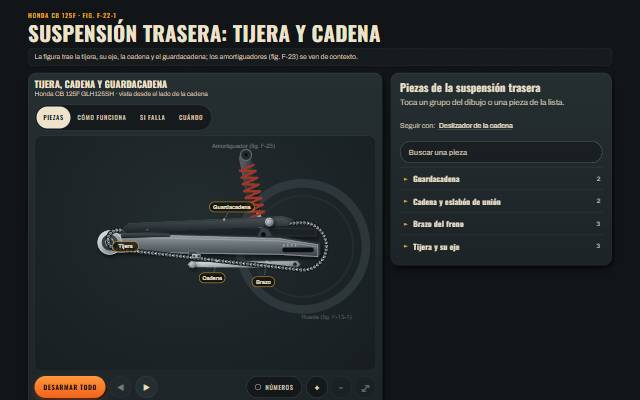 HONDA CB 125F · FIG. F-22-1
SUSPENSIÓN TRASERA: TIJERA Y CADENA
La figura trae la tijera, su eje, la cadena y el guardacadena; los amortiguadores (fig. F-23) se ven de contexto.
TIJERA, CADENA Y GUARDACADENA
Honda CB 125F GLH125SH · vista desde el lado de la cadena
PIEZAS
CÓMO FUNCIONA
SI FALLA
CUÁNDO
Amortiguador (fig. F-23)
Guardacadena
Tijera
Cadena
Brazo
Rueda (fig. F-13-1)
DESARMAR TODO
NÚMEROS
Piezas de la suspensión trasera
Toca un grupo del dibujo o una pieza de la lista.
Seguir con: Deslizador de la cadena
Buscar una pieza
Guardacadena 2
Cadena y eslabón de unión 2
Brazo del freno 3
Tijera y su eje 3